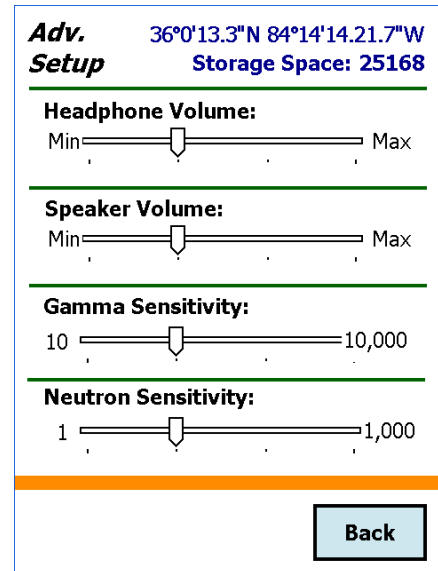 Adv. 36°0'13.3"N 84°14'14.21.7"W
Setup Storage Space: 25168
Headphone Volume:
Min Max
Speaker Volume:
Min Max
Gamma Sensitivity:
10 10,000
Neutron Sensitivity:
1 1,000
Back